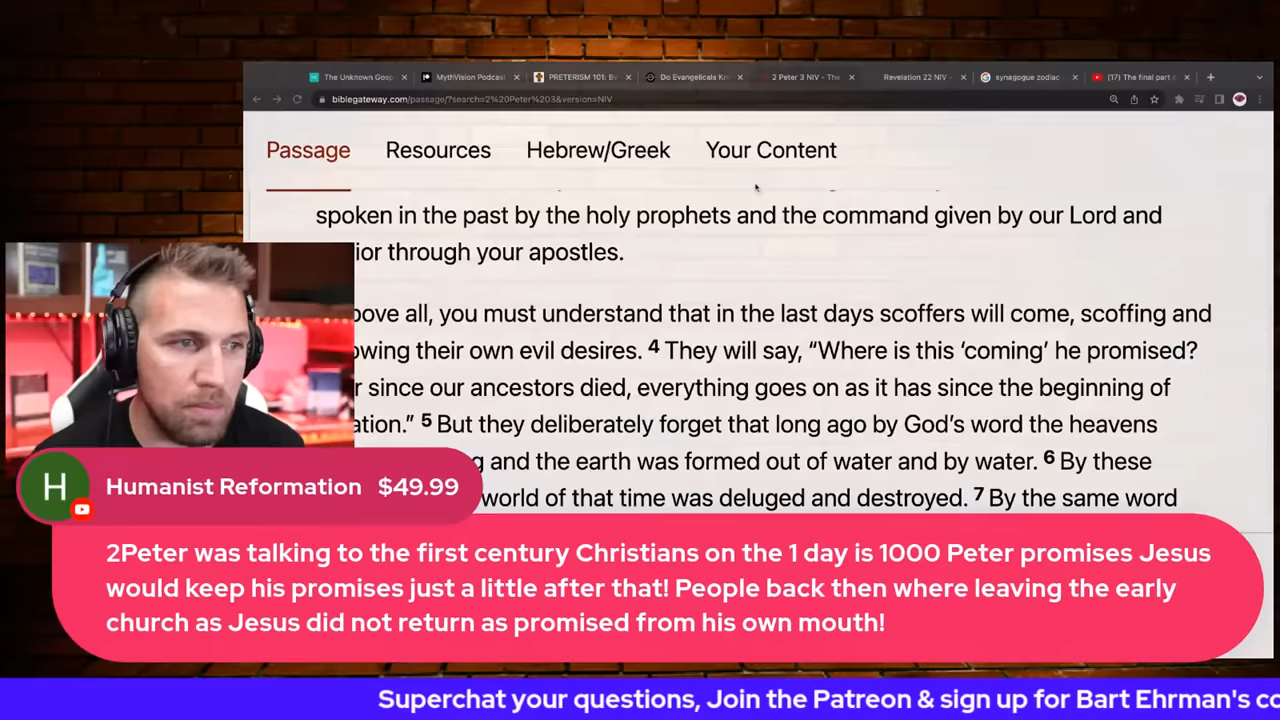 The Unknown Gosp
MythVision Podcast
PRETERISM 101: B
Do Evangelicals Kn
2 Peter 3 NIV - The
Revelation 22 NIV -
synagogue zodiac
(17) The final part
biblegateway.com/passage/?search=2%20Peter%203&version=NIV
Passage Resources Hebrew/Greek Your Content
spoken in the past by the holy prophets and the command given by our Lord and
ior through your apostles.
bove all, you must understand that in the last days scoffers will come, scoffing and
owing their own evil desires. 4 They will say, “Where is this ‘coming’ he promised?
r since our ancestors died, everything goes on as it has since the beginning of
ation.” 5 But they deliberately forget that long ago by God’s word the heavens
g and the earth was formed out of water and by water. 6 By these
world of that time was deluged and destroyed. 7 By the same word
H
Humanist Reformation $49.99
2Peter was talking to the first century Christians on the 1 day is 1000 Peter promises Jesus
would keep his promises just a little after that! People back then where leaving the early
church as Jesus did not return as promised from his own mouth!
Superchat your questions, Join the Patreon & sign up for Bart Ehrman's co